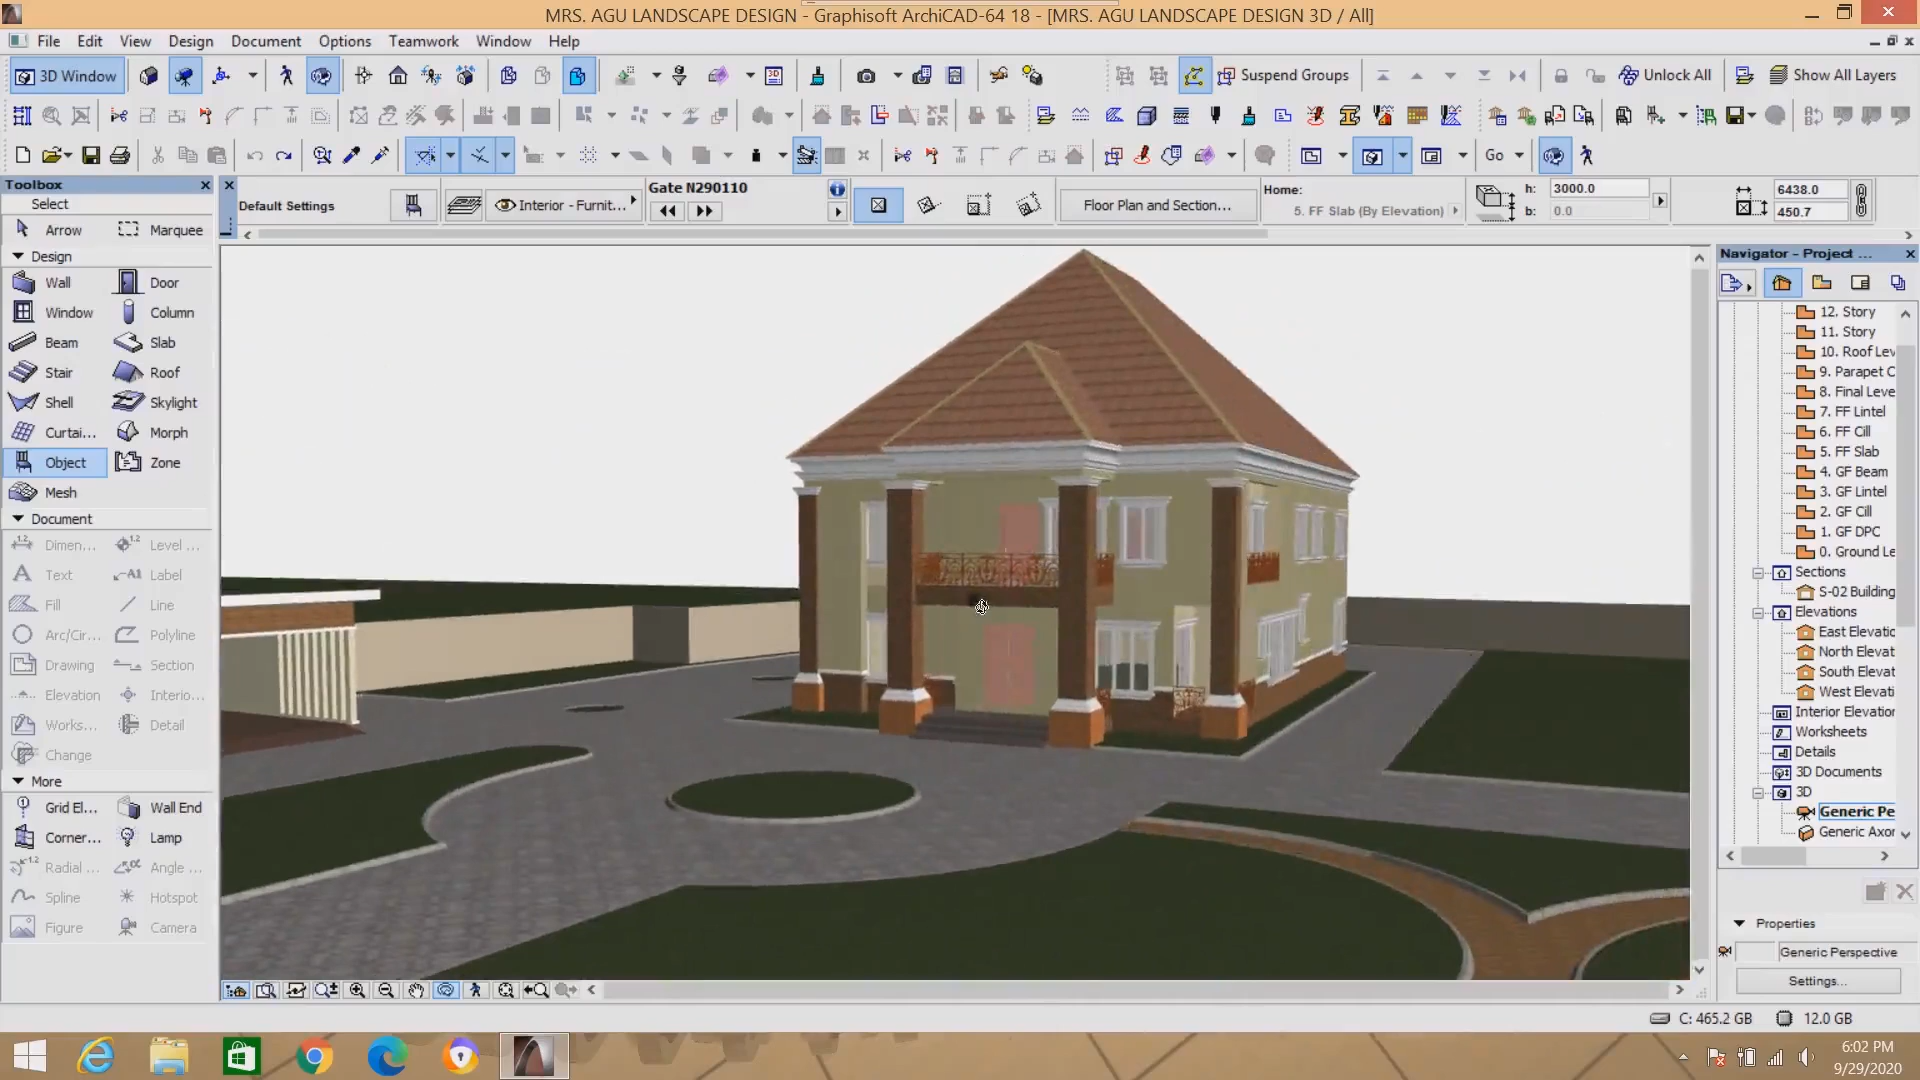 MRS. AGU LANDSCAPE DESIGN - Graphisoft ArchiCAD-64 18 - [MRS. AGU LANDSCAPE DESIGN 3D / All]
File Edit View Design Document Options Teamwork Window Help
3D Window Suspend Groups Unlock All Show All Layers
Go
Toolbox
Select
Arrow Marquee
Design
Wall Door
Window Column
Beam Slab
Stair Roof
Shell Skylight
Curtai... Morph
Object Zone
Mesh
Document
Dimen... Level ...
Text Label
Fill Line
Arc/Cir... Polyline
Drawing Section
Elevation Interio...
Works... Detail
Change
More
Grid El... Wall End
Corner... Lamp
Radial ... Angle ...
Spline Hotspot
Figure Camera
Default Settings
Interior - Furnit...
Gate N290110
Floor Plan and Section...
Home:
5. FF Slab (By Elevation)
h: 3000.0
b: 0.0
6438.0
450.7
Navigator - Project ...
12. Story
11. Story
10. Roof Lev
9. Parapet C
8. Final Leve
7. FF Lintel
6. FF Cill
5. FF Slab
4. GF Beam
3. GF Lintel
2. GF Cill
1. GF DPC
0. Ground Le
Sections
S-02 Building
Elevations
East Elevatio
North Elevat
South Elevat
West Elevati
Interior Elevation
Worksheets
Details
3D Documents
3D
Generic Pe
Generic Axor
Properties
Generic Perspective
Settings...
C: 465.2 GB 12.0 GB
6:02 PM
9/29/2020